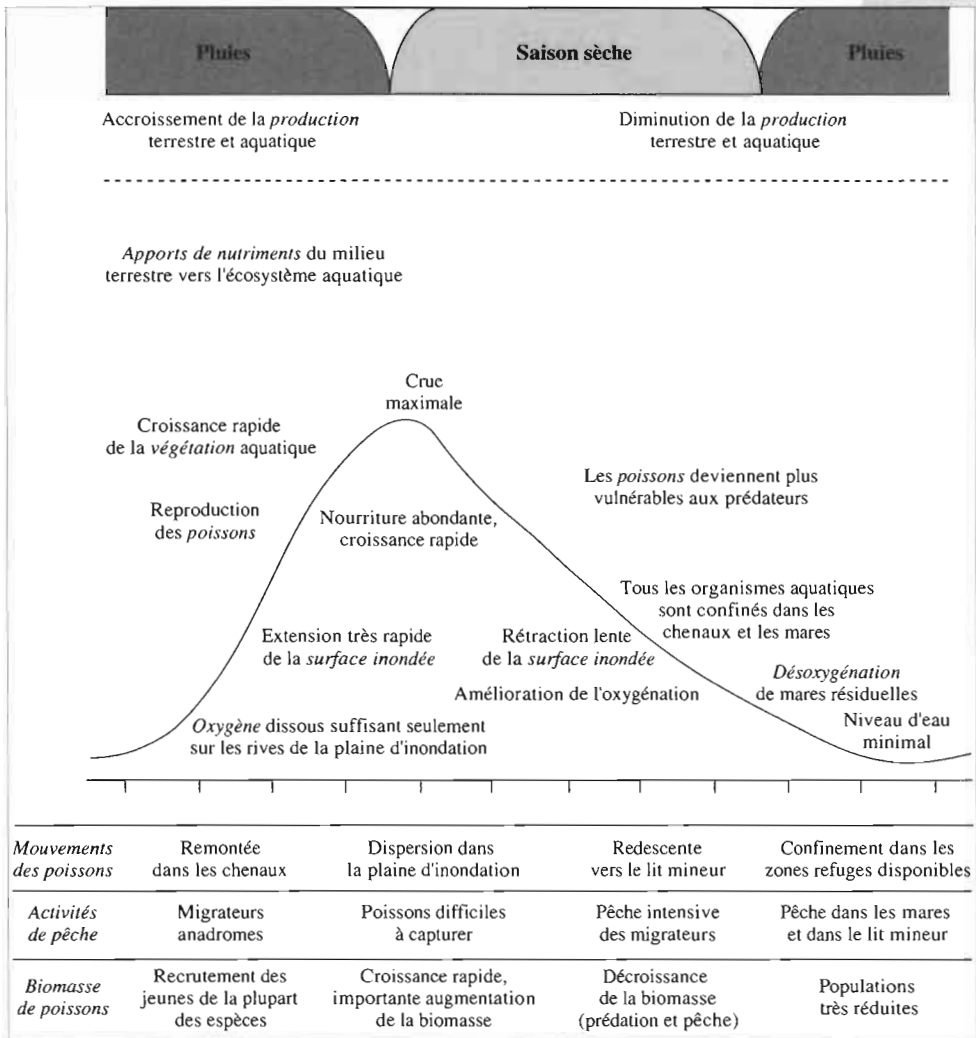 Pluies
Saison sèche
Pluies
Accroissement de la production
terrestre et aquatique
Diminution de la production
terrestre et aquatique
Apports de nutriments du milieu
terrestre vers l'écosystème aquatique
Crue
maximale
Croissance rapide
de la végétation aquatique
Les poissons deviennent plus
vulnérables aux prédateurs
Reproduction
des poissons
Nourriture abondante,
croissance rapide
Tous les organismes aquatiques
sont confinés dans les
chenaux et les mares
Extension très rapide
de la surface inondée
Rétraction lente
de la surface inondée
Amélioration de l'oxygénation
Désoxygénation
de mares résiduelles
Oxygène dissous suffisant seulement
sur les rives de la plaine d'inondation
Niveau d'eau
minimal
Mouvements
des poissons
Remontée
dans les chenaux
Dispersion dans
la plaine d'inondation
Redescente
vers le lit mineur
Confinement dans les
zones refuges disponibles
Activités
de pêche
Migrateurs
anadromes
Poissons difficiles
à capturer
Pêche intensive
des migrateurs
Pêche dans les mares
et dans le lit mineur
Biomasse
de poissons
Recrutement des
jeunes de la plupart
des espèces
Croissance rapide,
importante augmentation
de la biomasse
Décroissance
de la biomasse
(prédation et pêche)
Populations
très réduites